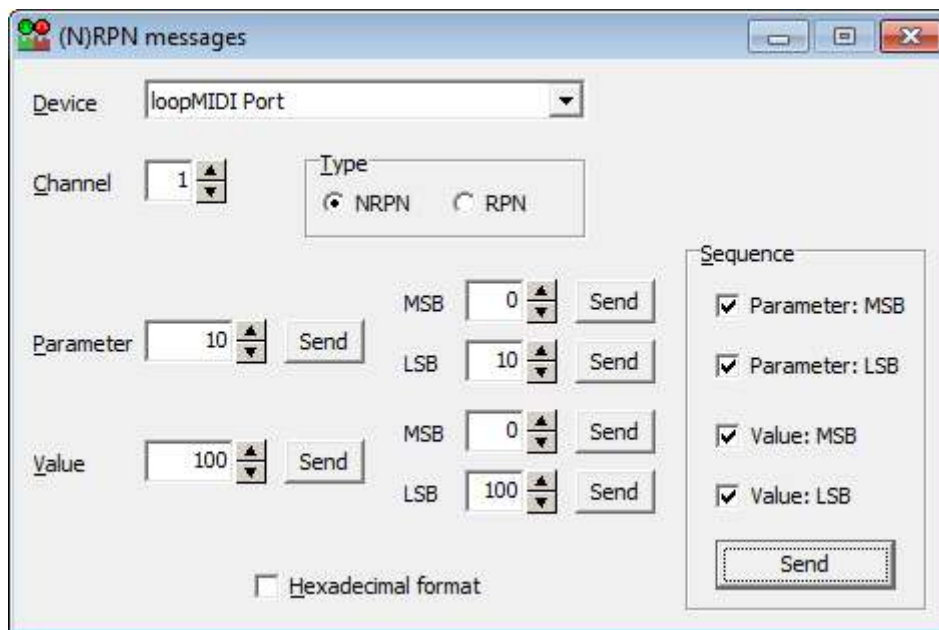 (N)RPN messages
Device loopMIDI Port
Channel 1
Type
NRPN RPN
Parameter 10 Send
MSB 0 Send
LSB 10 Send
Value 100 Send
MSB 0 Send
LSB 100 Send
Sequence
Parameter: MSB
Parameter: LSB
Value: MSB
Value: LSB
Send
Hexadecimal format